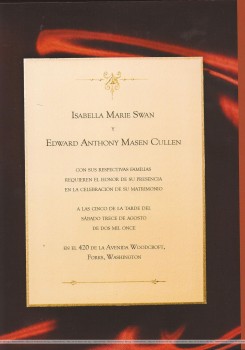 ISABELLA MARIE SWAN
Y
EDWARD ANTHONY MASEN CULLEN
CON SUS RESPECTIVAS FAMILIAS
REQUIEREN EL HONOR DE SU PRESENCIA
EN LA CELEBRACIÓN DE SU MATRIMONIO
A LAS CINCO DE LA TARDE DEL
SÁBADO TRECE DE AGOSTO
DE DOS MIL ONCE
EN EL 420 DE LA AVENIDA WOODCROFT,
FORKS, WASHINGTON